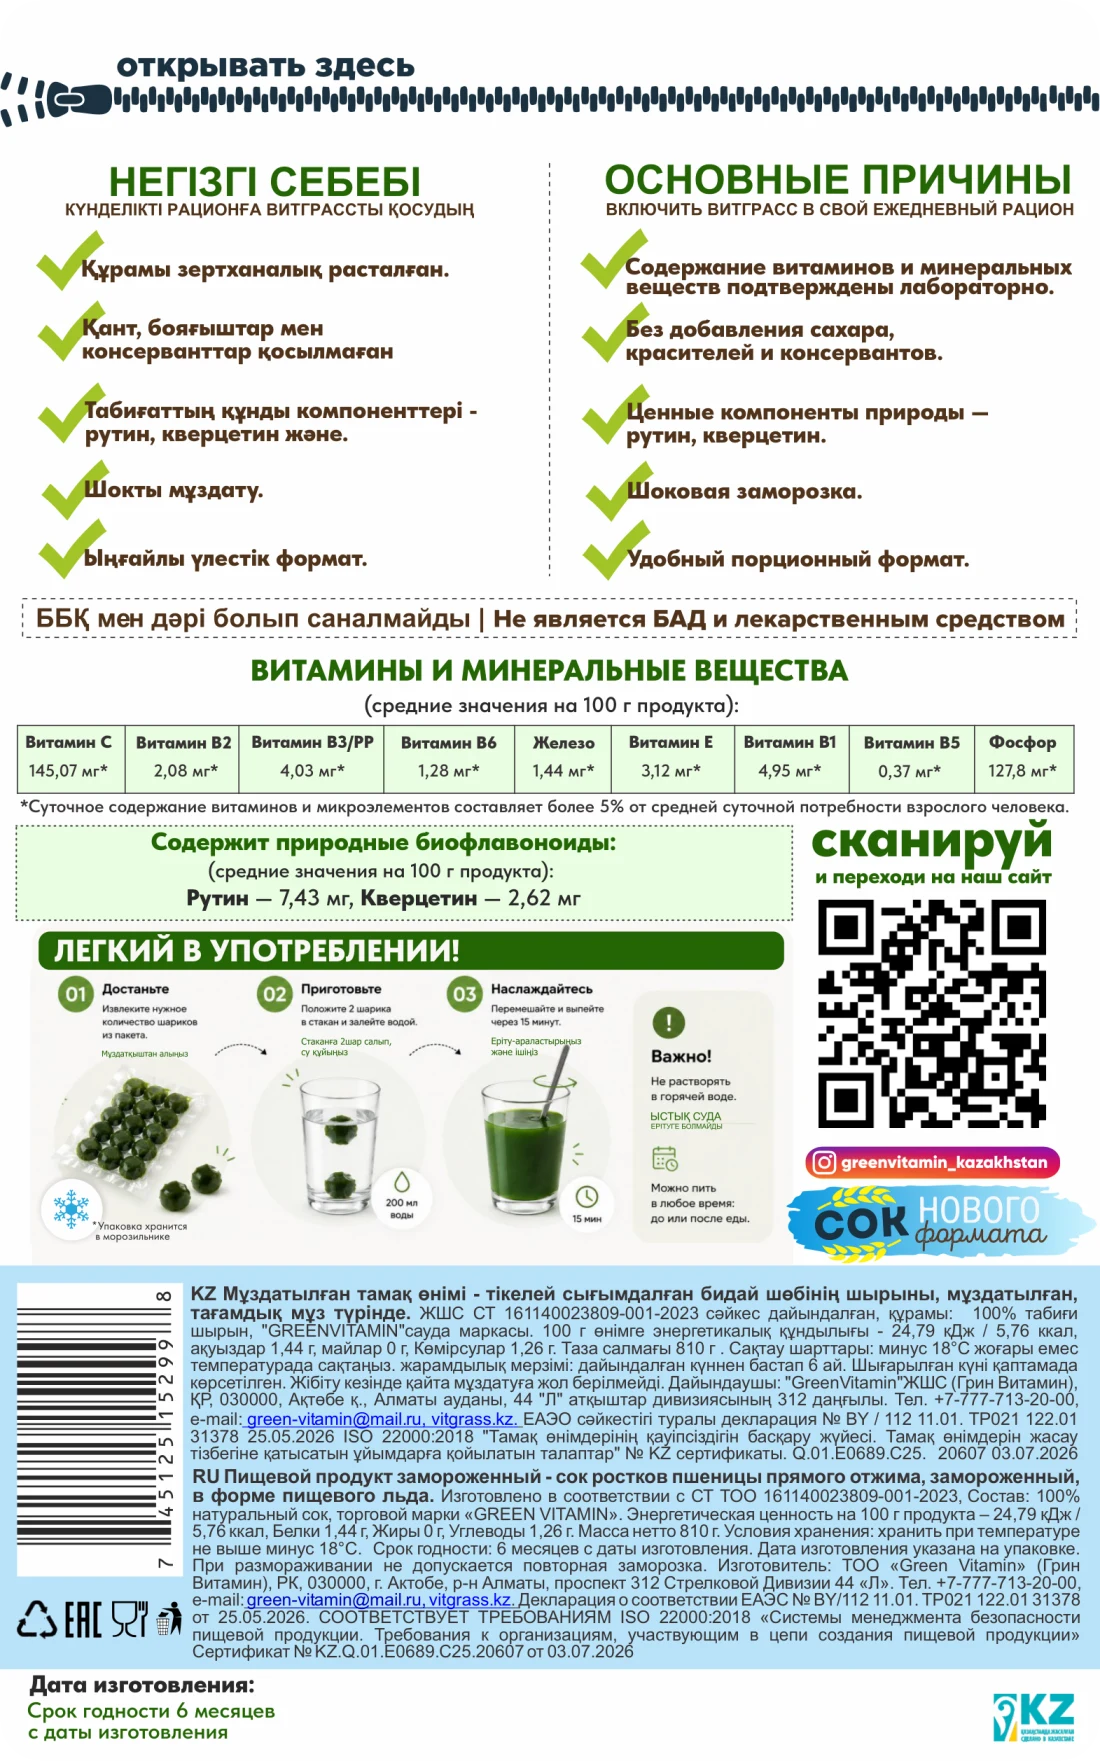 открывать здесь
НЕГІЗГІ СЕБЕБІ
КҮНДЕЛІКТІ РАЦИОНҒА ВИТГРАССТЫ ҚОСУДЫҢ
Құрамы зертханалық расталған.
Қант, бояғыштар мен
консерванттар қосылмаған
Табиғаттың құнды компоненттері -
рутин, кверцетин және.
Шокты мұздату.
Ыңғайлы үлестік формат.
ОСНОВНЫЕ ПРИЧИНЫ
ВКЛЮЧИТЬ ВИТГРАСС В СВОЙ ЕЖЕДНЕВНЫЙ РАЦИОН
Содержание витаминов и минеральных
веществ подтверждены лабораторно.
Без добавления сахара,
красителей и консервантов.
Ценные компоненты природы —
рутин, кверцетин.
Шоковая заморозка.
Удобный порционный формат.
ББҚ мен дәрі болып саналмайды | Не является БАД и лекарственным средством
ВИТАМИНЫ И МИНЕРАЛЬНЫЕ ВЕЩЕСТВА
(средние значения на 100 г продукта):
Витамин C Витамин B2 Витамин B3/PP Витамин B6 Железо Витамин E Витамин B1 Витамин B5 Фосфор
145,07 мг* 2,08 мг* 4,03 мг* 1,28 мг* 1,44 мг* 3,12 мг* 4,95 мг* 0,37 мг* 127,8 мг*
*Суточное содержание витаминов и микроэлементов составляет более 5% от средней суточной потребности взрослого человека.
Содержит природные биофлавоноиды:
(средние значения на 100 г продукта):
Рутин — 7,43 мг, Кверцетин — 2,62 мг
сканируй
и переходи на наш сайт
ЛЕГКИЙ В УПОТРЕБЛЕНИИ!
01 Достаньте
Извлеките нужное
количество шариков
из пакета.
Мұздатқыштан алыңыз
*Упаковка хранится
в морозильнике
02 Приготовьте
Положите 2 шарика
в стакан и залейте водой.
Стаканға 2шар салып,
су құйыңыз
200 мл
воды
03 Наслаждайтесь
Перемешайте и выпейте
через 15 минут.
Еріту-араластырыңыз
және ішіңіз
15 мин
!
Важно!
Не растворять
в горячей воде.
ЫСТЫҚ СУДА
ЕРІТУГЕ БОЛМАЙДЫ
Можно пить
в любое время:
до или после еды.
greenvitamin_kazakhstan
СОК НОВОГО
формата
KZ Мұздатылған тамақ өнімі - тікелей сығымдалған бидай шөбінің шырыны, мұздатылған,
тағамдық мұз түрінде. ЖШС СТ 161140023809-001-2023 сәйкес дайындалған, құрамы: 100% табиғи
шырын, "GREENVITAMIN"сауда маркасы. 100 г өнімге энергетикалық құндылығы - 24,79 кДж / 5,76 ккал,
ақуыздар 1,44 г, майлар 0 г, Көмірсулар 1,26 г. Таза салмағы 810 г . Сақтау шарттары: минус 18°С жоғары емес
температурада сақтаңыз. жарамдылық мерзімі: дайындалған күннен бастап 6 ай. Шығарылған күні қаптамада
көрсетілген. Жібіту кезінде қайта мұздатуға жол берілмейді. Дайындаушы: "GreenVitamin"ЖШС (Грин Витамин),
ҚР, 030000, Ақтөбе қ., Алматы ауданы, 44 "Л" атқыштар дивизиясының 312 даңғылы. Тел. +7-777-713-20-00,
e-mail: green-vitamin@mail.ru, vitgrass.kz. ЕАЭО сәйкестігі туралы декларация № BY / 112 11.01. ТР021 122.01
31378 25.05.2026 ISO 22000:2018 "Тамақ өнімдерінің қауіпсіздігін басқару жүйесі. Тамақ өнімдерін жасау
тізбегіне қатысатын ұйымдарға қойылатын талаптар" № KZ сертификаты. Q.01.E0689.C25. 20607 03.07.2026
RU Пищевой продукт замороженный - сок ростков пшеницы прямого отжима, замороженный,
в форме пищевого льда. Изготовлено в соответствии с СТ ТОО 161140023809-001-2023, Состав: 100%
натуральный сок, торговой марки «GREEN VITAMIN». Энергетическая ценность на 100 г продукта – 24,79 кДж /
5,76 ккал, Белки 1,44 г, Жиры 0 г, Углеводы 1,26 г. Масса нетто 810 г. Условия хранения: хранить при температуре
не выше минус 18°С. Срок годности: 6 месяцев с даты изготовления. Дата изготовления указана на упаковке.
При размораживании не допускается повторная заморозка. Изготовитель: ТОО «Green Vitamin» (Грин
Витамин), РК, 030000, г. Актобе, р-н Алматы, проспект 312 Стрелковой Дивизии 44 «Л». Тел. +7-777-713-20-00,
e-mail: green-vitamin@mail.ru, vitgrass.kz. Декларация о соответствии ЕАЭС № BY/112 11.01. ТР021 122.01 31378
от 25.05.2026. СООТВЕТСТВУЕТ ТРЕБОВАНИЯМ ISO 22000:2018 «Системы менеджмента безопасности
пищевой продукции. Требования к организациям, участвующим в цепи создания пищевой продукции»
Сертификат № KZ.Q.01.E0689.C25.20607 от 03.07.2026
7 45125 15299 8
EAC
Дата изготовления:
Срок годности 6 месяцев
с даты изготовления
KZ
ҚАЗАҚСТАНДА ЖАСАЛҒАН
СДЕЛАНО В КАЗАХСТАНЕ